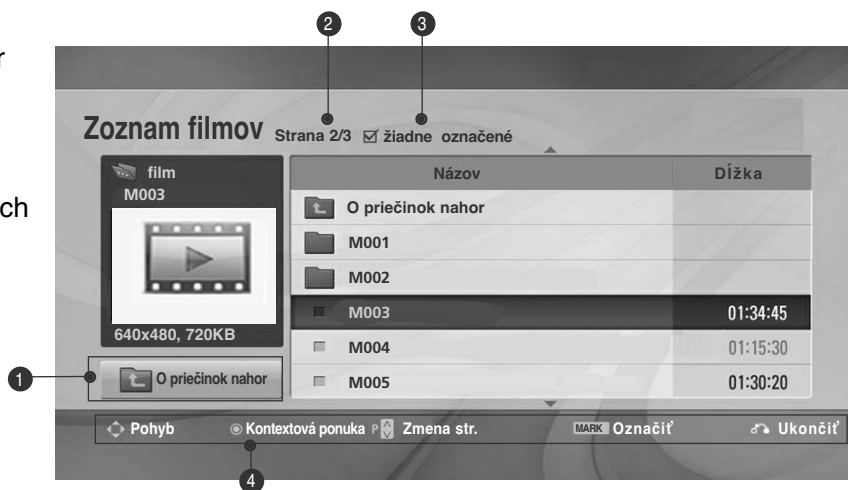 2 3
r
Zoznam filmov Strana 2/3 žiadne označené
film
M003
Názov Dĺžka
ch
O priečinok nahor
M001
M002
M003 01:34:45
640x480, 720KB
M004 01:15:30
1 O priečinok nahor
M005 01:30:20
Pohyb Kontextová ponuka P Zmena str. MARK Označiť Ukončiť
4